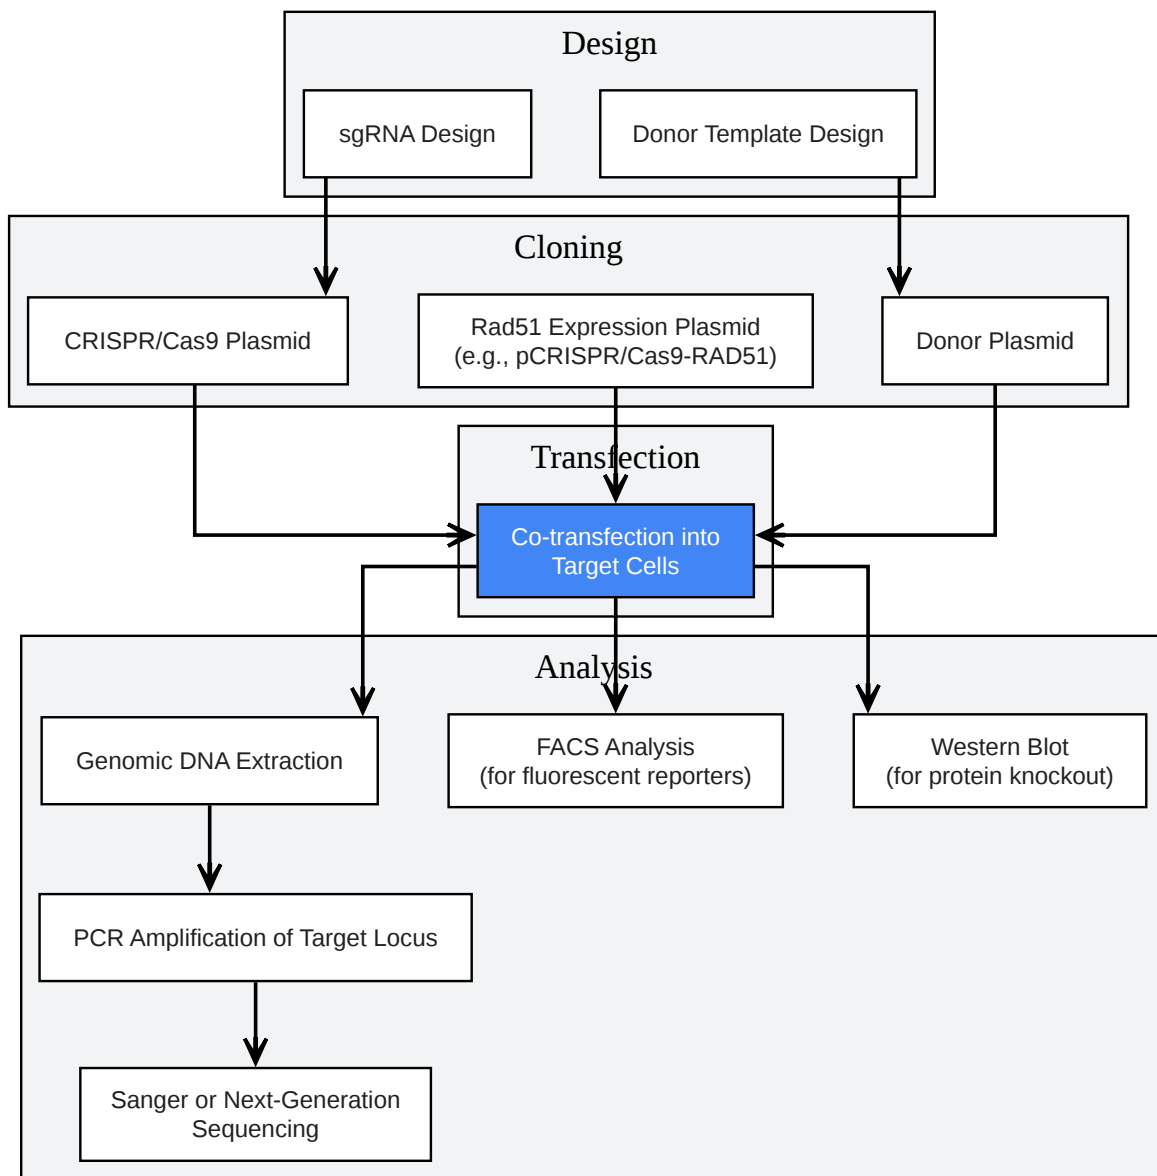 Design
sgRNA Design
Donor Template Design
Cloning
CRISPR/Cas9 Plasmid
Rad51 Expression Plasmid
(e.g., pCRISPR/Cas9-RAD51)
Donor Plasmid
Transfection
Co-transfection into
Target Cells
Analysis
Genomic DNA Extraction
FACS Analysis
(for fluorescent reporters)
Western Blot
(for protein knockout)
PCR Amplification of Target Locus
Sanger or Next-Generation
Sequencing